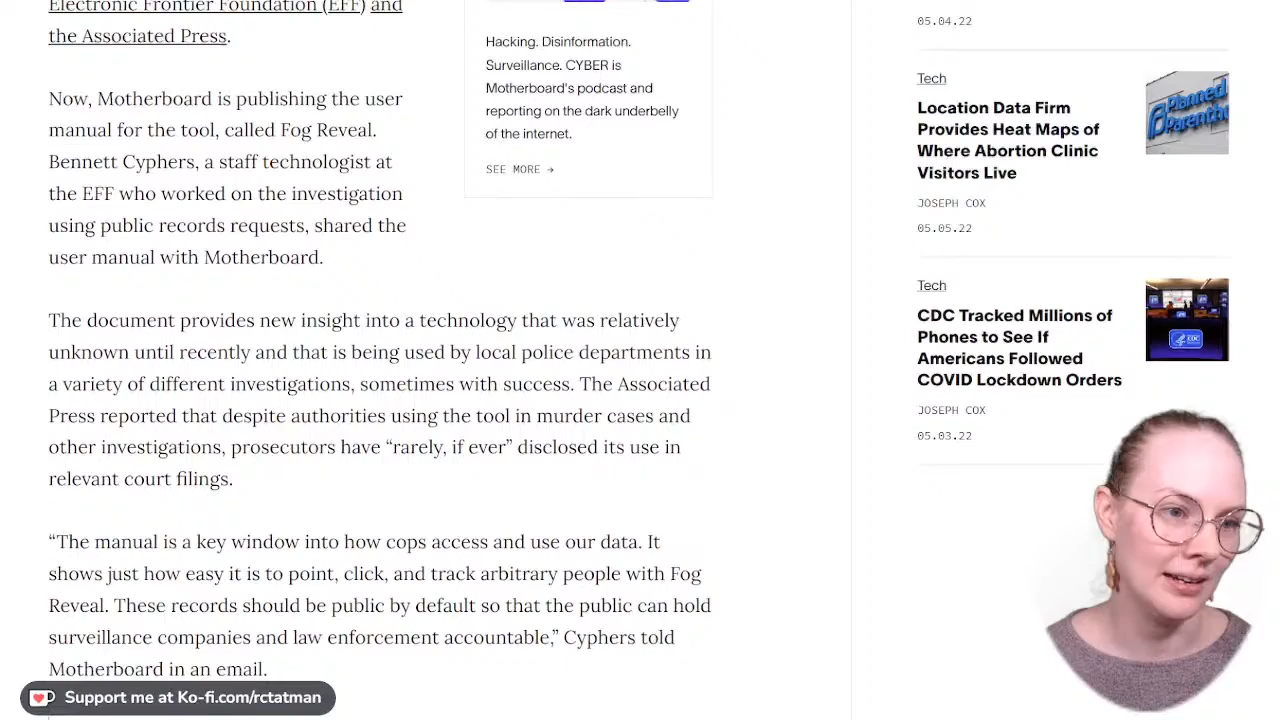 Electronic Frontier Foundation (EFF) and
the Associated Press.
Now, Motherboard is publishing the user
manual for the tool, called Fog Reveal.
Bennett Cyphers, a staff technologist at
the EFF who worked on the investigation
using public records requests, shared the
user manual with Motherboard.
Hacking. Disinformation.
Surveillance. CYBER is
Motherboard's podcast and
reporting on the dark underbelly
of the internet.
SEE MORE →
The document provides new insight into a technology that was relatively
unknown until recently and that is being used by local police departments in
a variety of different investigations, sometimes with success. The Associated
Press reported that despite authorities using the tool in murder cases and
other investigations, prosecutors have “rarely, if ever” disclosed its use in
relevant court filings.
“The manual is a key window into how cops access and use our data. It
shows just how easy it is to point, click, and track arbitrary people with Fog
Reveal. These records should be public by default so that the public can hold
surveillance companies and law enforcement accountable,” Cyphers told
Motherboard in an email.
05.04.22
Tech
Location Data Firm
Provides Heat Maps of
Where Abortion Clinic
Visitors Live
JOSEPH COX
05.05.22
Planned
Parenth
Tech
CDC Tracked Millions of
Phones to See If
Americans Followed
COVID Lockdown Orders
JOSEPH COX
05.03.22
CDC
Support me at Ko-fi.com/rctatman